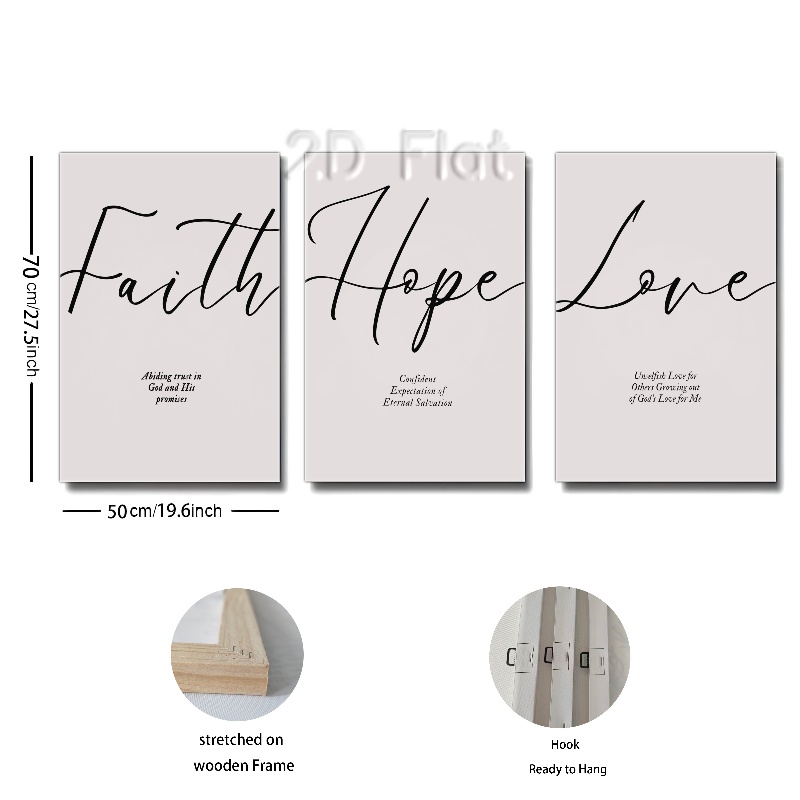 2D Flat
Faith
Hope
Love
Abiding trust in
God and His
promises
Confident
Expectation of
Eternal Salvation
Unselfish Love for
Others Growing out
of God's Love for Me
70 cm/27.5inch
50cm/19.6inch
stretched on
wooden Frame
Hook
Ready to Hang